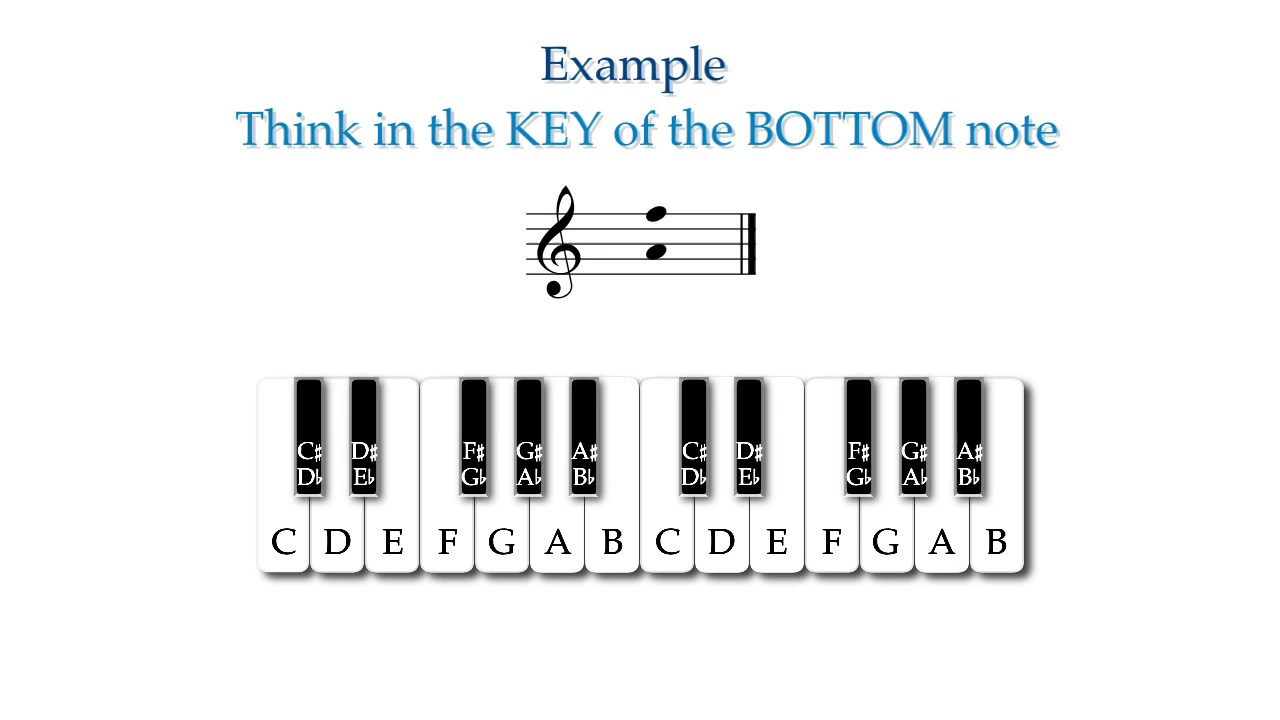 Example
Think in the KEY of the BOTTOM note
C♯ D♯ F♯ G♯ A♯ C♯ D♯ F♯ G♯ A♯
D♭ E♭ G♭ A♭ B♭ D♭ E♭ G♭ A♭ B♭
C D E F G A B C D E F G A B